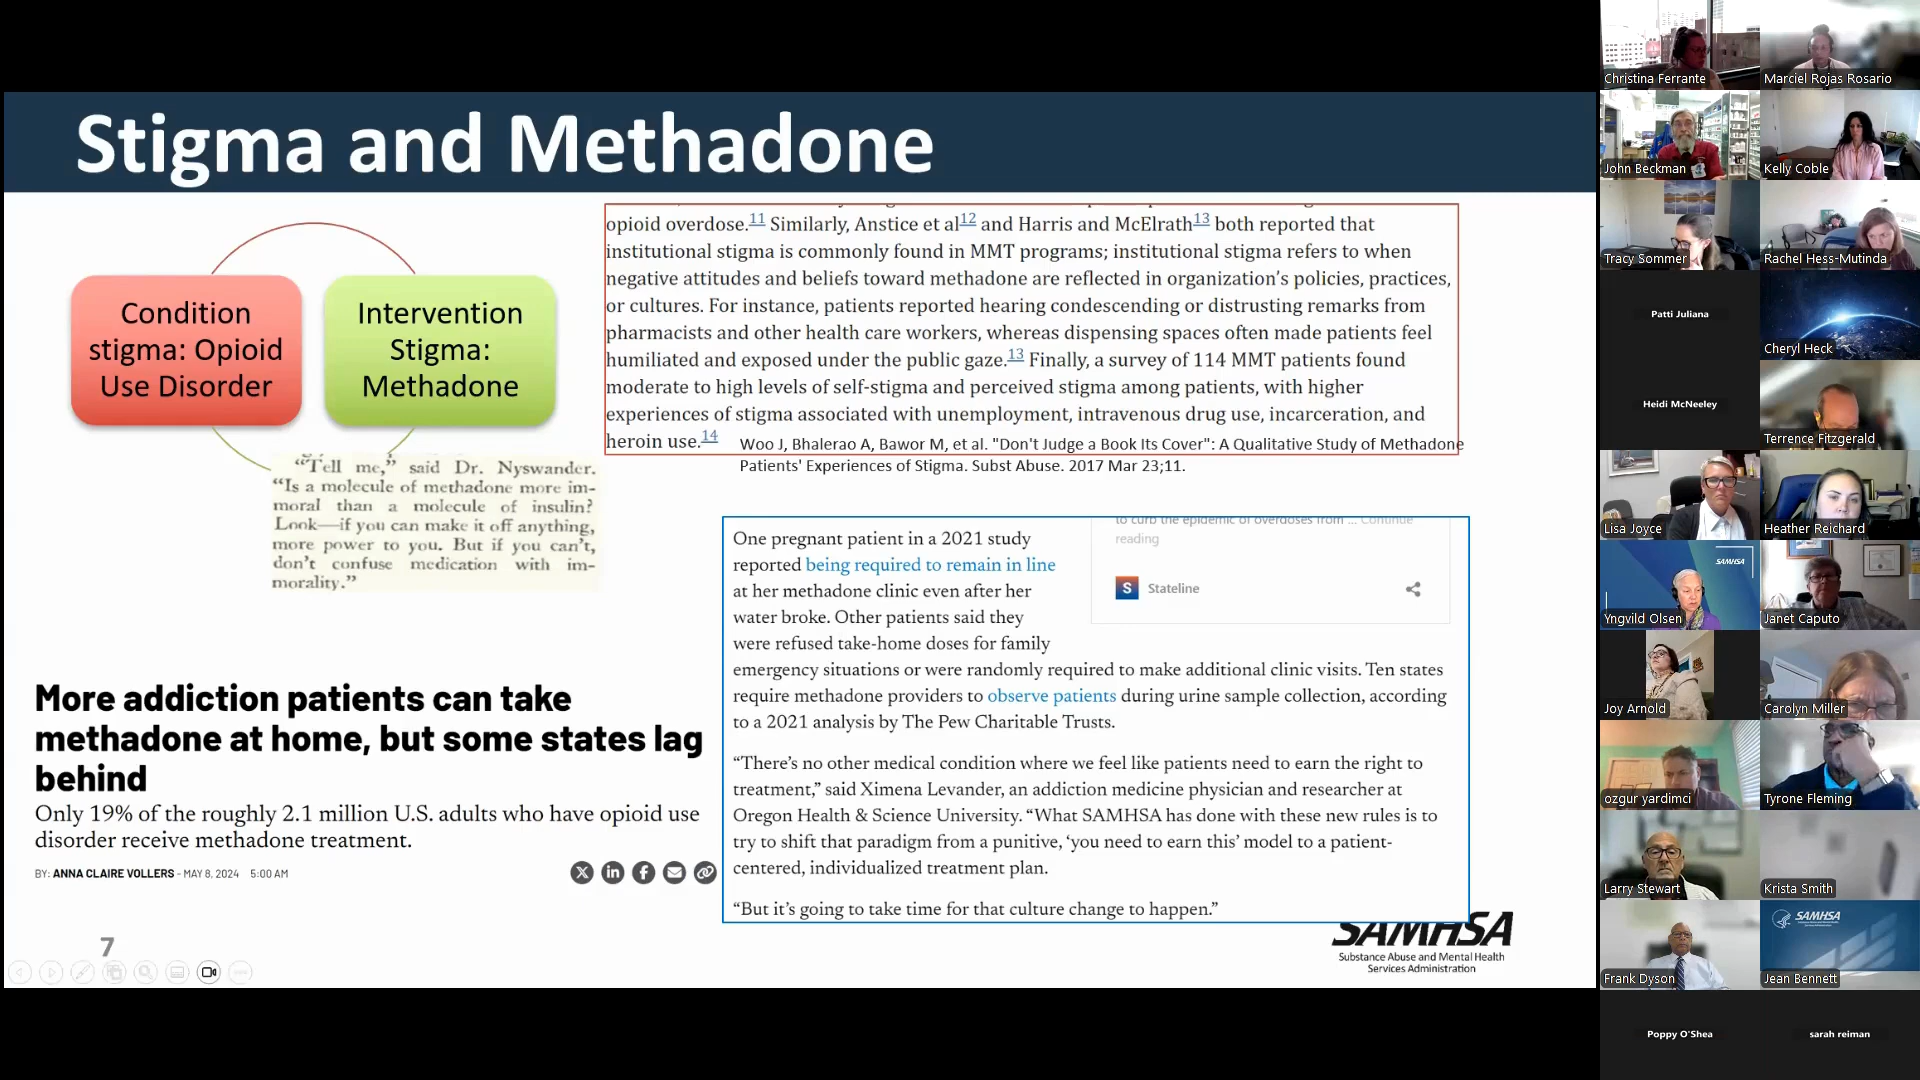 Stigma and Methadone
Condition
stigma: Opioid
Use Disorder
Intervention
Stigma:
Methadone
opioid overdose.11 Similarly, Anstice et al12 and Harris and McElrath13 both reported that
institutional stigma is commonly found in MMT programs; institutional stigma refers to when
negative attitudes and beliefs toward methadone are reflected in organization's policies, practices,
or cultures. For instance, patients reported hearing condescending or distrusting remarks from
pharmacists and other health care workers, whereas dispensing spaces often made patients feel
humiliated and exposed under the public gaze.13 Finally, a survey of 114 MMT patients found
moderate to high levels of self-stigma and perceived stigma among patients, with higher
experiences of stigma associated with unemployment, intravenous drug use, incarceration, and
heroin use.14
Woo J, Bhalerao A, Bawor M, et al. "Don't Judge a Book Its Cover": A Qualitative Study of Methadone
Patients' Experiences of Stigma. Subst Abuse. 2017 Mar 23;11.
“Tell me,” said Dr. Nyswander.
“Is a molecule of methadone more im-
moral than a molecule of insulin?
Look—if you can make it off anything,
more power to you. But if you can't,
don't confuse medication with im-
morality.”
More addiction patients can take
methadone at home, but some states lag
behind
Only 19% of the roughly 2.1 million U.S. adults who have opioid use
disorder receive methadone treatment.
BY: ANNA CLAIRE VOLLERS - MAY 8, 2024 5:00 AM
One pregnant patient in a 2021 study
reported being required to remain in line
at her methadone clinic even after her
water broke. Other patients said they
were refused take-home doses for family
emergency situations or were randomly required to make additional clinic visits. Ten states
require methadone providers to observe patients during urine sample collection, according
to a 2021 analysis by The Pew Charitable Trusts.
“There's no other medical condition where we feel like patients need to earn the right to
treatment,” said Ximena Levander, an addiction medicine physician and researcher at
Oregon Health & Science University. “What SAMHSA has done with these new rules is to
try to shift that paradigm from a punitive, ‘you need to earn this’ model to a patient-
centered, individualized treatment plan.
“But it's going to take time for that culture change to happen.”
to curb the epidemic of overdoses from ... Continue
reading
S Stateline
7
SAMHSA
Substance Abuse and Mental Health
Services Administration
Christina Ferrante
Marciel Rojas Rosario
John Beckman
Kelly Coble
Tracy Sommer
Rachel Hess-Mutinda
Patti Juliana
Cheryl Heck
Heidi McNeeley
Terrence Fitzgerald
Lisa Joyce
Heather Reichard
SAMHSA
Yngvild Olsen
Janet Caputo
Joy Arnold
Carolyn Miller
ozgur yardimci
Tyrone Fleming
Larry Stewart
Krista Smith
Frank Dyson
SAMHSA
Jean Bennett
Poppy O'Shea
sarah reiman